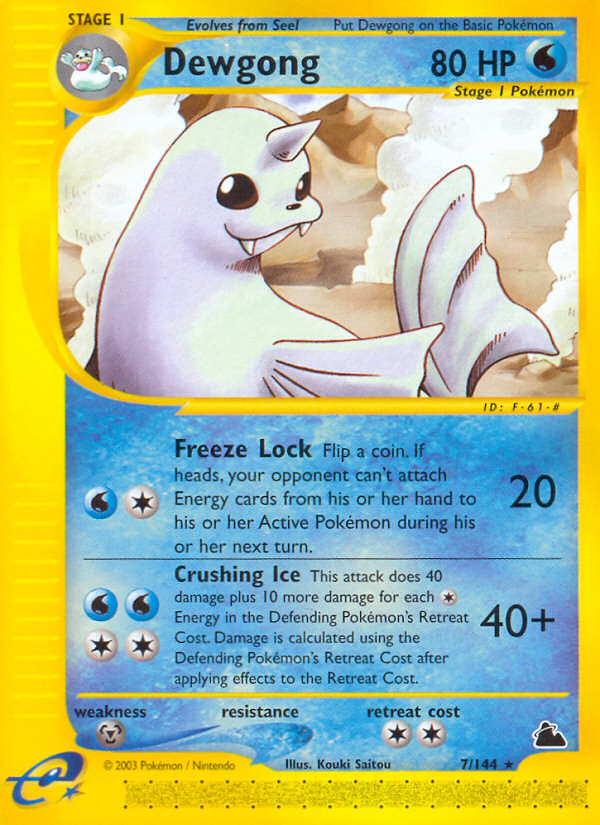 STAGE 1
Evolves from Seel
Put Dewgong on the Basic Pokémon
Dewgong
80 HP
Stage 1 Pokémon
ID: F-61-#
Freeze Lock Flip a coin. If
heads, your opponent can't attach
Energy cards from his or her hand to
his or her Active Pokémon during his
or her next turn.
20
Crushing Ice This attack does 40
damage plus 10 more damage for each
Energy in the Defending Pokémon's Retreat
Cost. Damage is calculated using the
Defending Pokémon's Retreat Cost after
applying effects to the Retreat Cost.
40+
weakness
resistance
retreat cost
© 2003 Pokémon / Nintendo
Illus. Kouki Saitou
7/144 ★
e